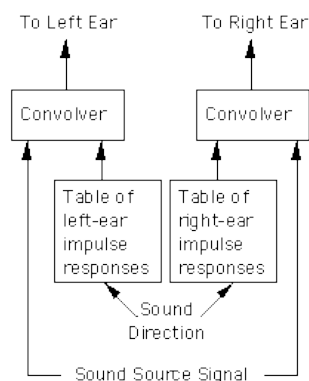 To Left Ear
To Right Ear
Convolver
Convolver
Table of
left-ear
impulse
responses
Table of
right-ear
impulse
responses
Sound
Direction
Sound Source Signal